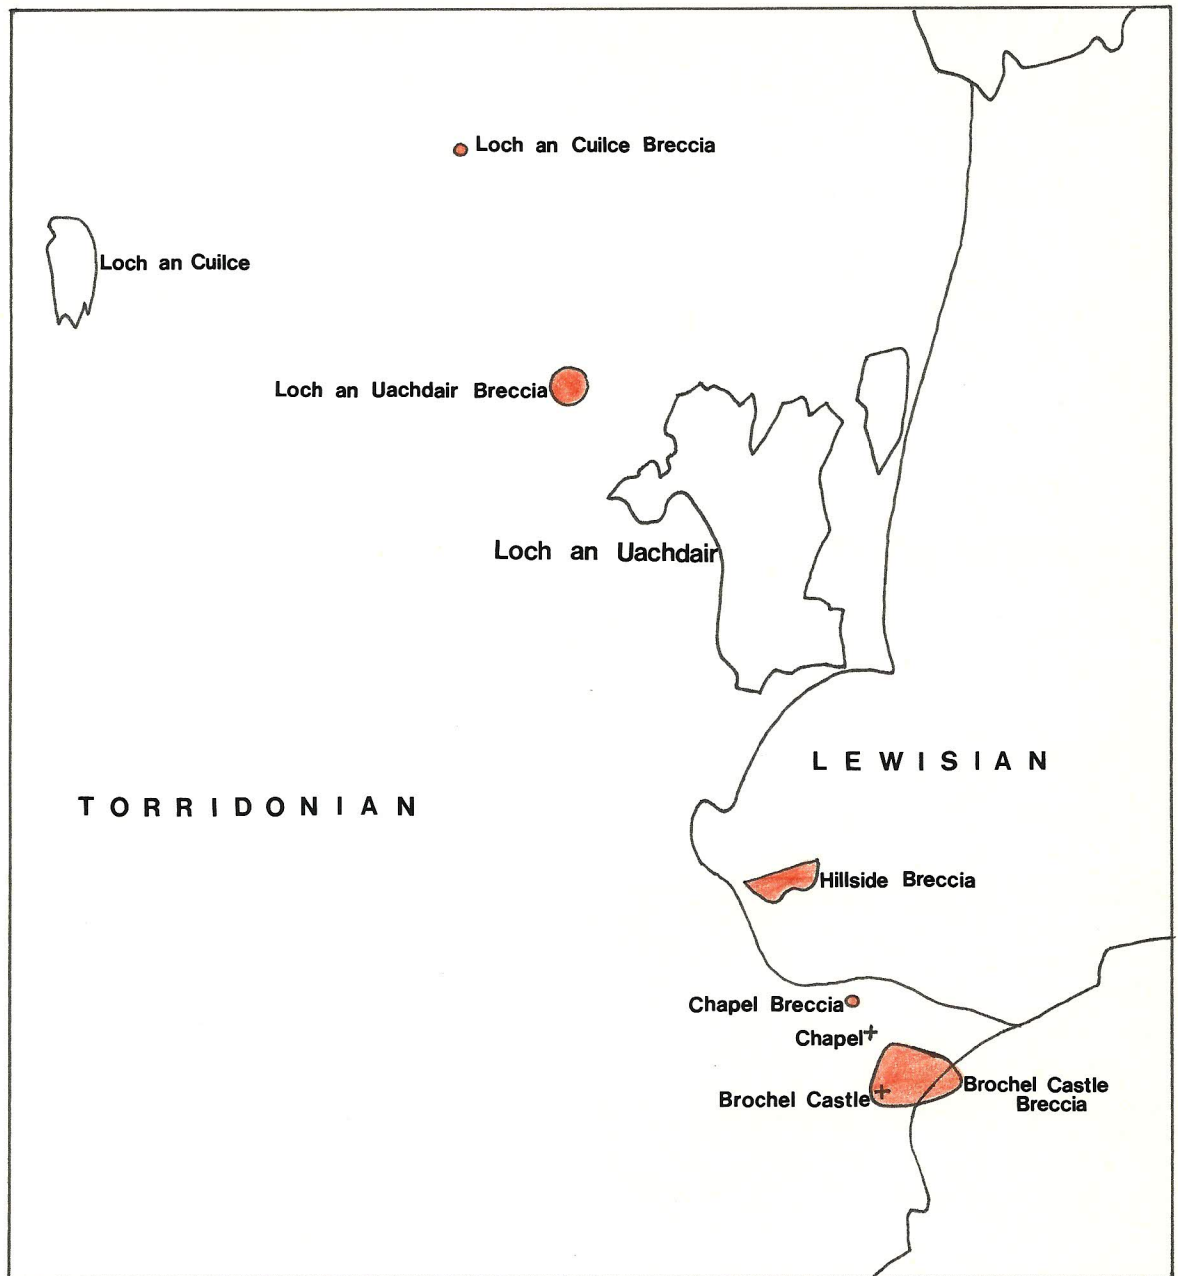 Loch an Cuilce Breccia
Loch an Cuilce
Loch an Uachdair Breccia
Loch an Uachdair
LEWISIAN
TORRIDONIAN
Hillside Breccia
Chapel Breccia
Chapel
Brochel Castle
Brochel Castle
Breccia